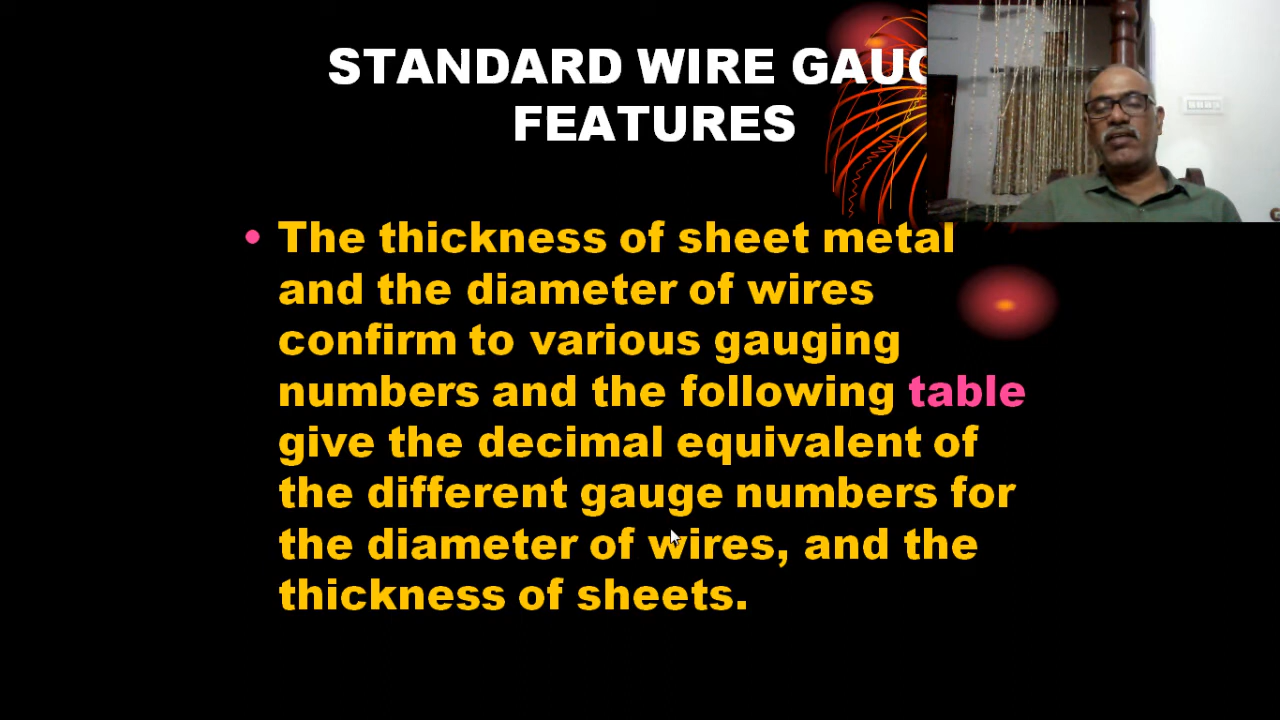 STANDARD WIRE GAUG
FEATURES
• The thickness of sheet metal
and the diameter of wires
confirm to various gauging
numbers and the following table
give the decimal equivalent of
the different gauge numbers for
the diameter of wires, and the
thickness of sheets.